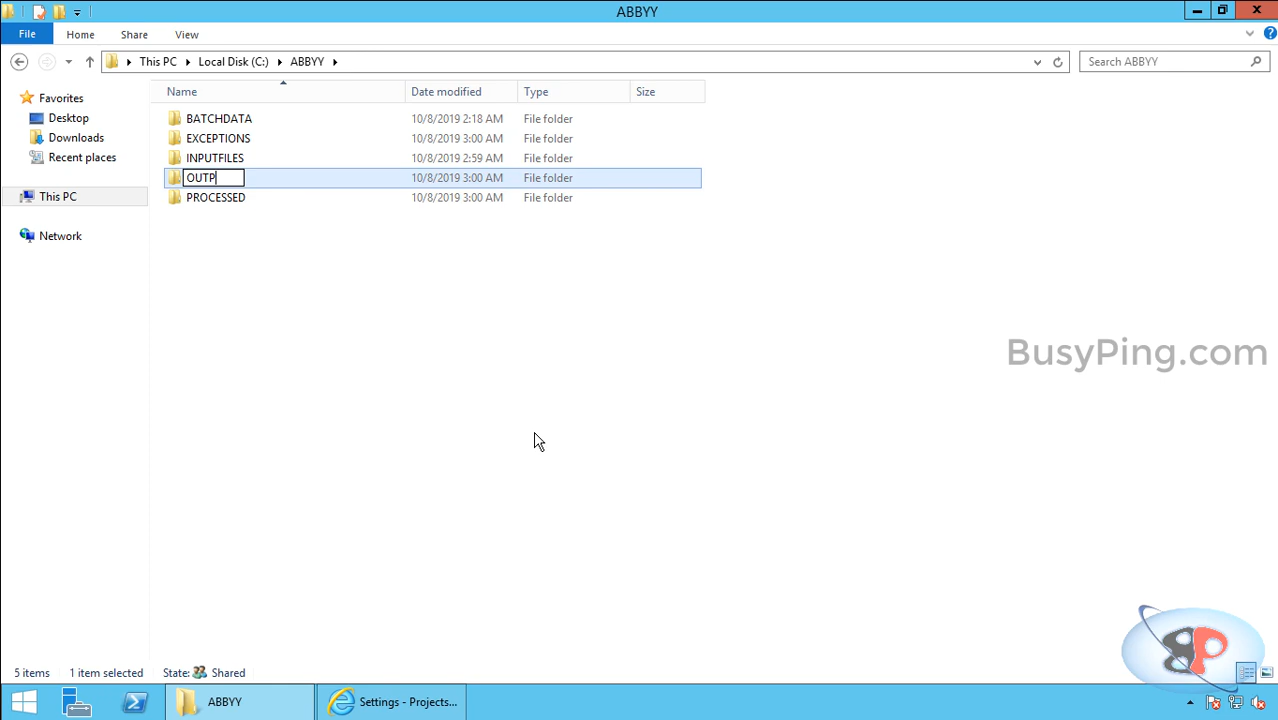 ABBYY
File Home Share View
This PC Local Disk (C:) ABBYY
Search ABBYY
Name Date modified Type Size
Favorites
Desktop
Downloads
Recent places
This PC
Network
BATCHDATA 10/8/2019 2:18 AM File folder
EXCEPTIONS 10/8/2019 3:00 AM File folder
INPUTFILES 10/8/2019 2:59 AM File folder
OUTP 10/8/2019 3:00 AM File folder
PROCESSED 10/8/2019 3:00 AM File folder
BusyPing.com
BP
5 items 1 item selected State: Shared
ABBYY Settings - Projects...